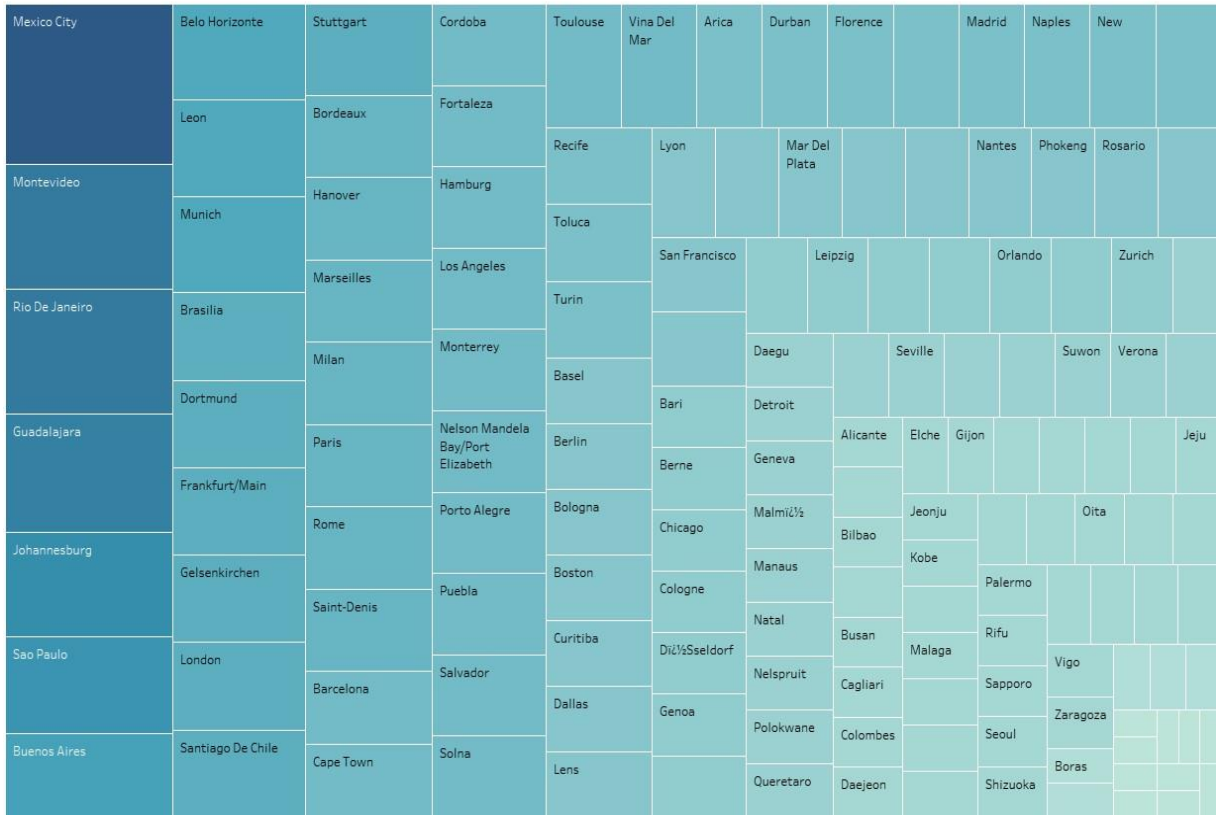 Mexico City
Montevideo
Rio De Janeiro
Guadalajara
Johannesburg
Sao Paulo
Buenos Aires
Belo Horizonte
Leon
Munich
Brasilia
Dortmund
Frankfurt/Main
Gelsenkirchen
London
Santiago De Chile
Stuttgart
Bordeaux
Hanover
Marseilles
Milan
Paris
Rome
Saint-Denis
Barcelona
Cape Town
Cordoba
Fortaleza
Hamburg
Los Angeles
Monterrey
Nelson Mandela
Bay/Port
Elizabeth
Porto Alegre
Puebla
Salvador
Solna
Toulouse
Vina Del
Mar
Arica
Durban
Florence
Madrid
Naples
New
Recife
Toluca
Turin
Basel
Berlin
Bologna
Boston
Curitiba
Dallas
Lens
Lyon
Mar Del
Plata
Nantes
Phokeng
Rosario
San Francisco
Bari
Berne
Chicago
Cologne
Dï¿½Sseldorf
Genoa
Leipzig
Orlando
Zurich
Daegu
Detroit
Geneva
Malmï¿½
Manaus
Natal
Nelspruit
Polokwane
Queretaro
Seville
Suwon
Verona
Alicante
Bilbao
Busan
Cagliari
Colombes
Daejeon
Elche
Gijon
Jeju
Jeonju
Kobe
Malaga
Oita
Palermo
Rifu
Sapporo
Seoul
Shizuoka
Vigo
Zaragoza
Boras